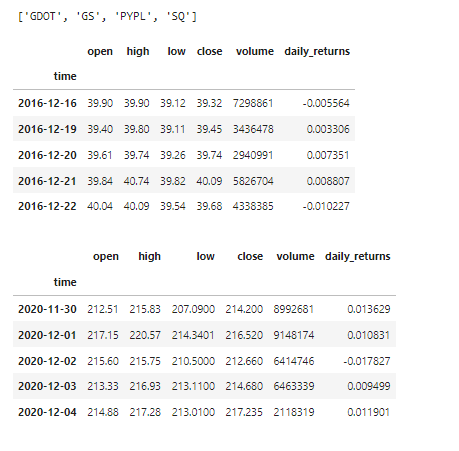 ['GDOT', 'GS', 'PYPL', 'SQ']
open high low close volume daily_returns
time
2016-12-16 39.90 39.90 39.12 39.32 7298861 -0.005564
2016-12-19 39.40 39.80 39.11 39.45 3436478 0.003306
2016-12-20 39.61 39.74 39.26 39.74 2940991 0.007351
2016-12-21 39.84 40.74 39.82 40.09 5826704 0.008807
2016-12-22 40.04 40.09 39.54 39.68 4338385 -0.010227
open high low close volume daily_returns
time
2020-11-30 212.51 215.83 207.0900 214.200 8992681 0.013629
2020-12-01 217.15 220.57 214.3401 216.520 9148174 0.010831
2020-12-02 215.60 215.75 210.5000 212.660 6414746 -0.017827
2020-12-03 213.33 216.93 213.1100 214.680 6463339 0.009499
2020-12-04 214.88 217.28 213.0100 217.235 2118319 0.011901